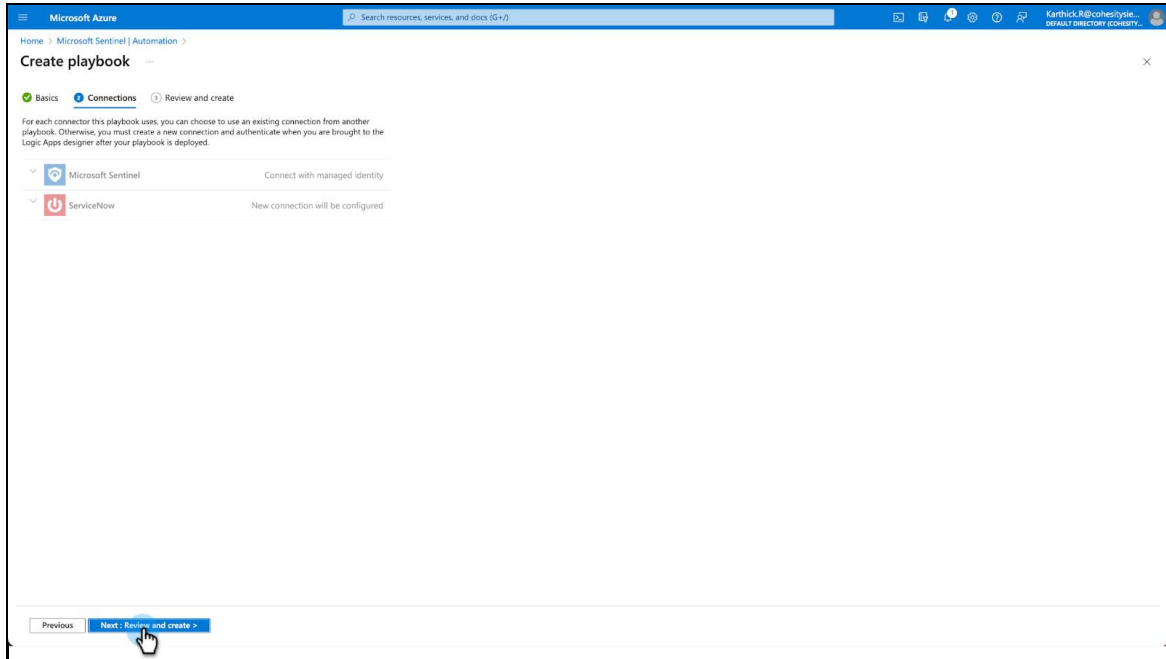 Microsoft Azure
Search resources, services, and docs (G+/)
1
Karthick.R@cohesitysie...
DEFAULT DIRECTORY (COHESITY...
Home > Microsoft Sentinel | Automation >
Create playbook ...
Basics 2 Connections 3 Review and create
For each connector this playbook uses, you can choose to use an existing connection from another
playbook. Otherwise, you must create a new connection and authenticate when you are brought to the
Logic Apps designer after your playbook is deployed.
Microsoft Sentinel Connect with managed identity
ServiceNow New connection will be configured
Previous Next : Review and create >